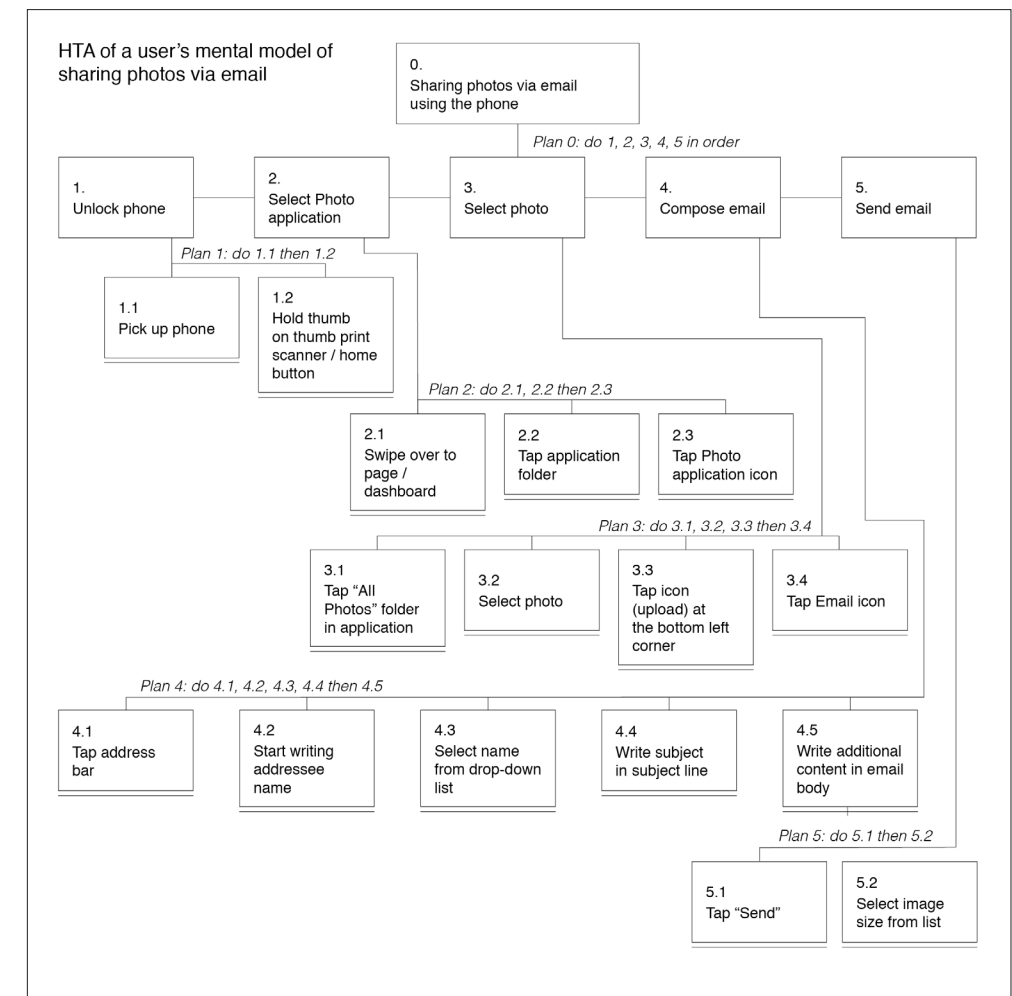 HTA of a user’s mental model of
sharing photos via email
0.
Sharing photos via email
using the phone
Plan 0: do 1, 2, 3, 4, 5 in order
1.
Unlock phone
2.
Select Photo
application
3.
Select photo
4.
Compose email
5.
Send email
Plan 1: do 1.1 then 1.2
1.1
Pick up phone
1.2
Hold thumb
on thumb print
scanner / home
button
Plan 2: do 2.1, 2.2 then 2.3
2.1
Swipe over to
page /
dashboard
2.2
Tap application
folder
2.3
Tap Photo
application icon
Plan 3: do 3.1, 3.2, 3.3 then 3.4
3.1
Tap “All
Photos” folder
in application
3.2
Select photo
3.3
Tap icon
(upload) at
the bottom left
corner
3.4
Tap Email icon
Plan 4: do 4.1, 4.2, 4.3, 4.4 then 4.5
4.1
Tap address
bar
4.2
Start writing
addressee
name
4.3
Select name
from drop-down
list
4.4
Write subject
in subject line
4.5
Write additional
content in email
body
Plan 5: do 5.1 then 5.2
5.1
Tap “Send”
5.2
Select image
size from list